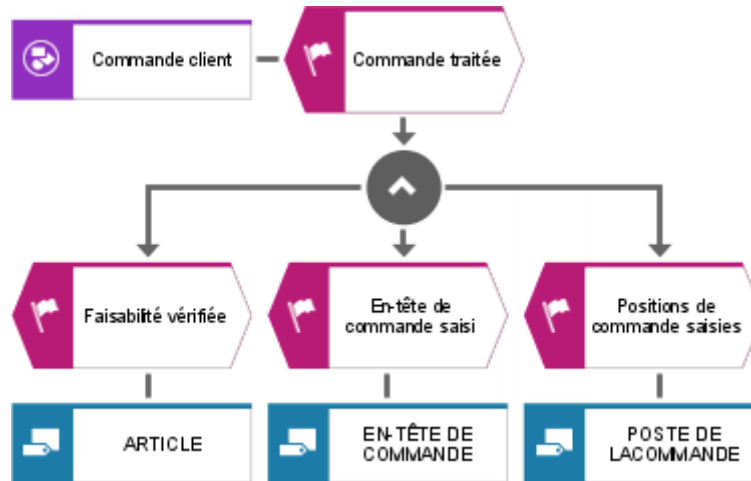 Commande client
Commande traitée
Faisabilité vérifiée
En-tête de
commande saisi
Positions de
commande saisies
ARTICLE
EN-TÊTE DE
COMMANDE
POSTE DE
LACOMMANDE